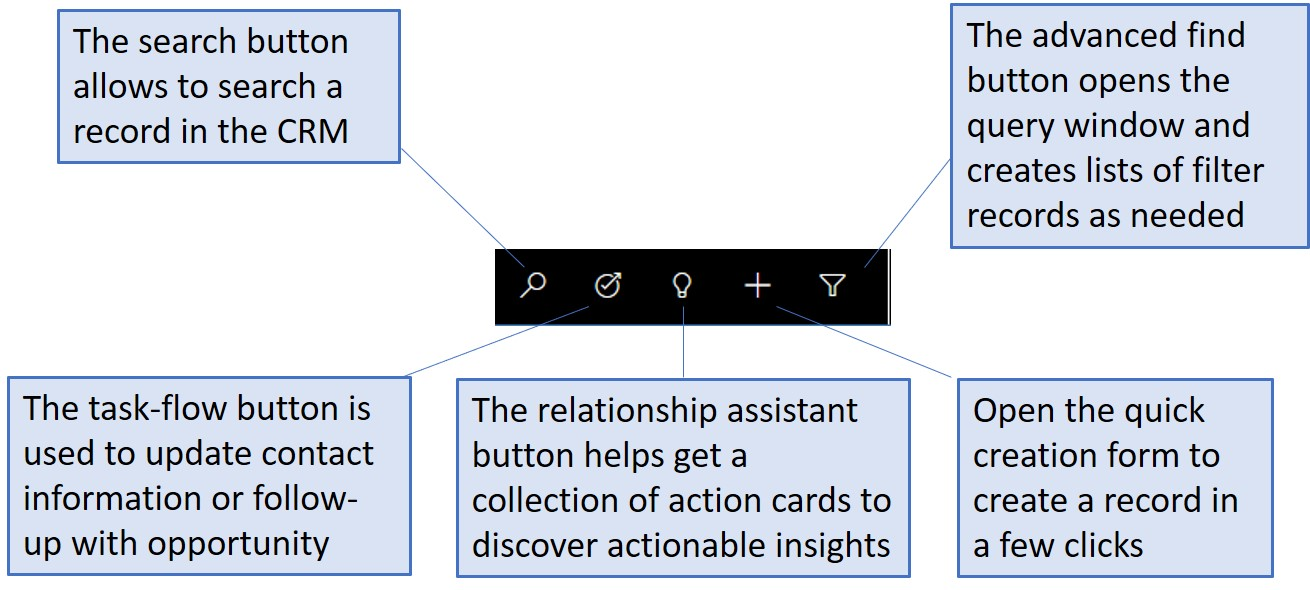 The search button
allows to search a
record in the CRM
The advanced find
button opens the
query window and
creates lists of filter
records as needed
The task-flow button is
used to update contact
information or follow-
up with opportunity
The relationship assistant
button helps get a
collection of action cards to
discover actionable insights
Open the quick
creation form to
create a record in
a few clicks